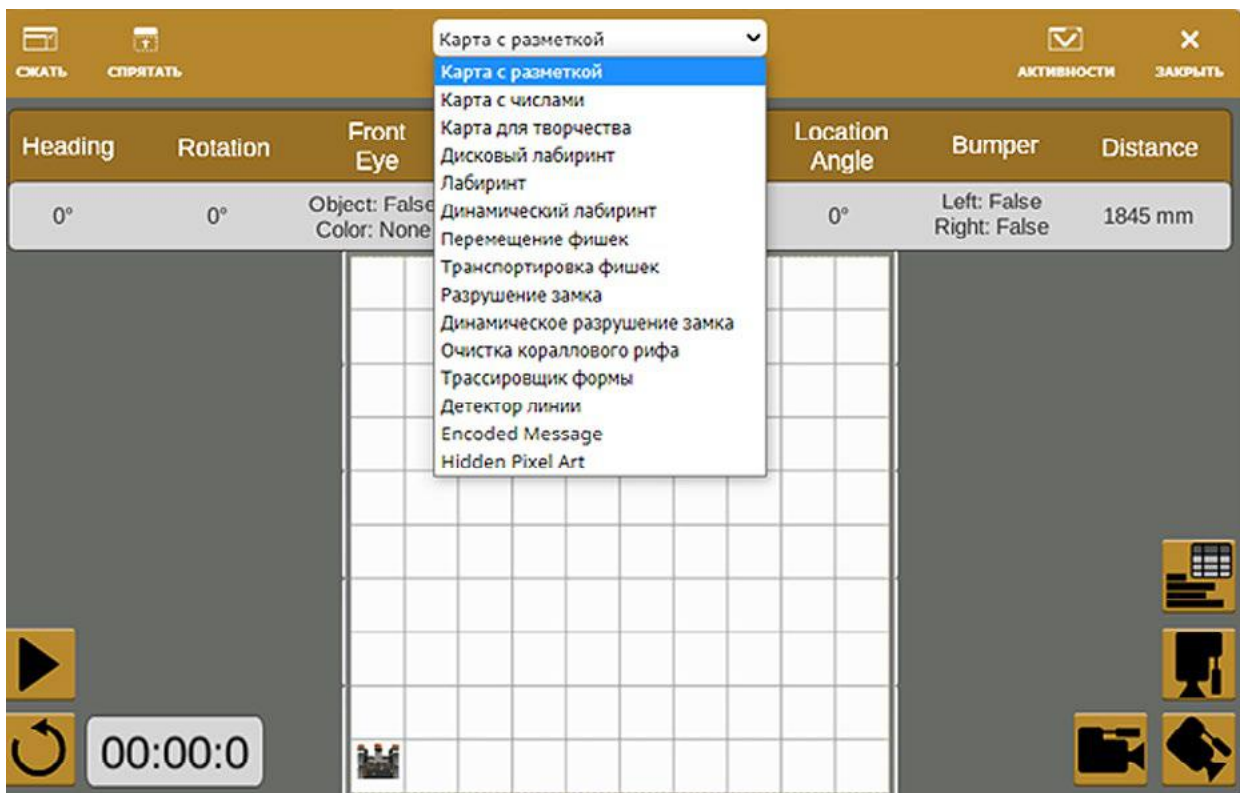 Карта с разметкой
СЖАТЬ
СПРЯТАТЬ
АКТИВНОСТИ
ЗАКРЫТЬ
Карта с разметкой
Карта с числами
Карта для творчества
Дисковый лабиринт
Лабиринт
Динамический лабиринт
Перемещение фишек
Транспортировка фишек
Разрушение замка
Динамическое разрушение замка
Очистка кораллового рифа
Трассировщик формы
Детектор линии
Encoded Message
Hidden Pixel Art
Heading
Rotation
Front
Eye
Location
Angle
Bumper
Distance
0°
0°
Object: False
Color: None
0°
Left: False
Right: False
1845 mm
00:00:0